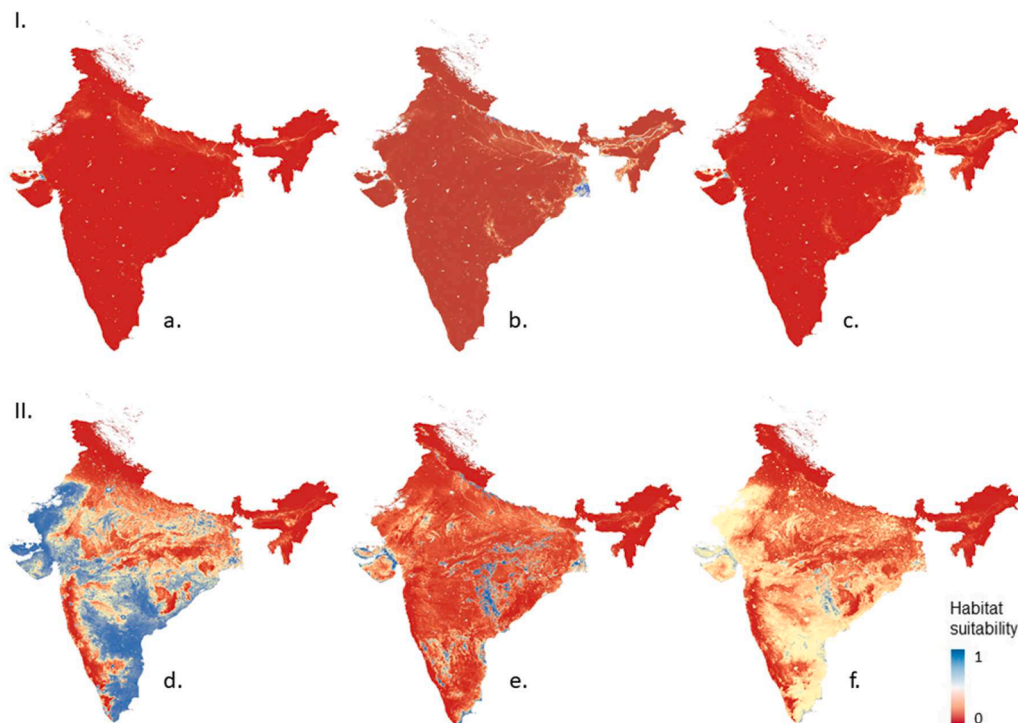 I.
a.
b.
c.
II.
d.
e.
f.
Habitat
suitability
1
0